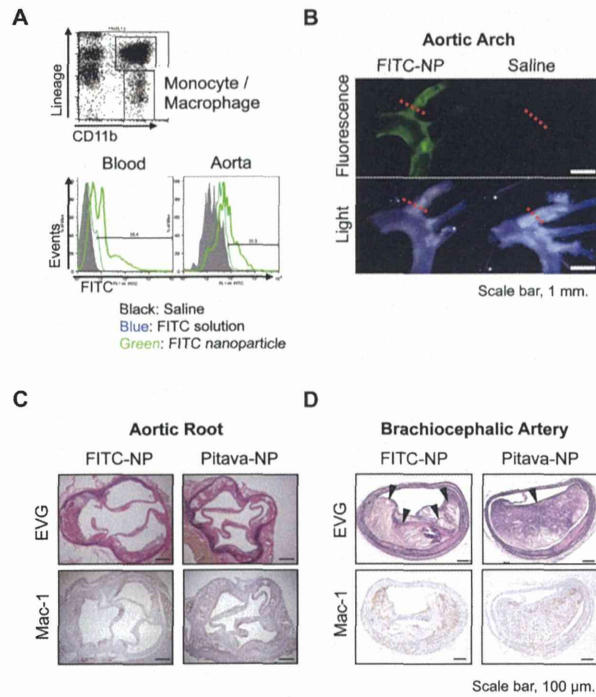 A
Lineage
CD11b
Monocyte /
Macrophage
Blood
Aorta
Events
FITC
Black: Saline
Blue: FITC solution
Green: FITC nanoparticle
B
Aortic Arch
FITC-NP
Saline
Fluorescence
Light
Scale bar, 1 mm.
C
Aortic Root
FITC-NP
Pitava-NP
EVG
Mac-1
D
Brachiocephalic Artery
FITC-NP
Pitava-NP
EVG
Mac-1
Scale bar, 100 µm.